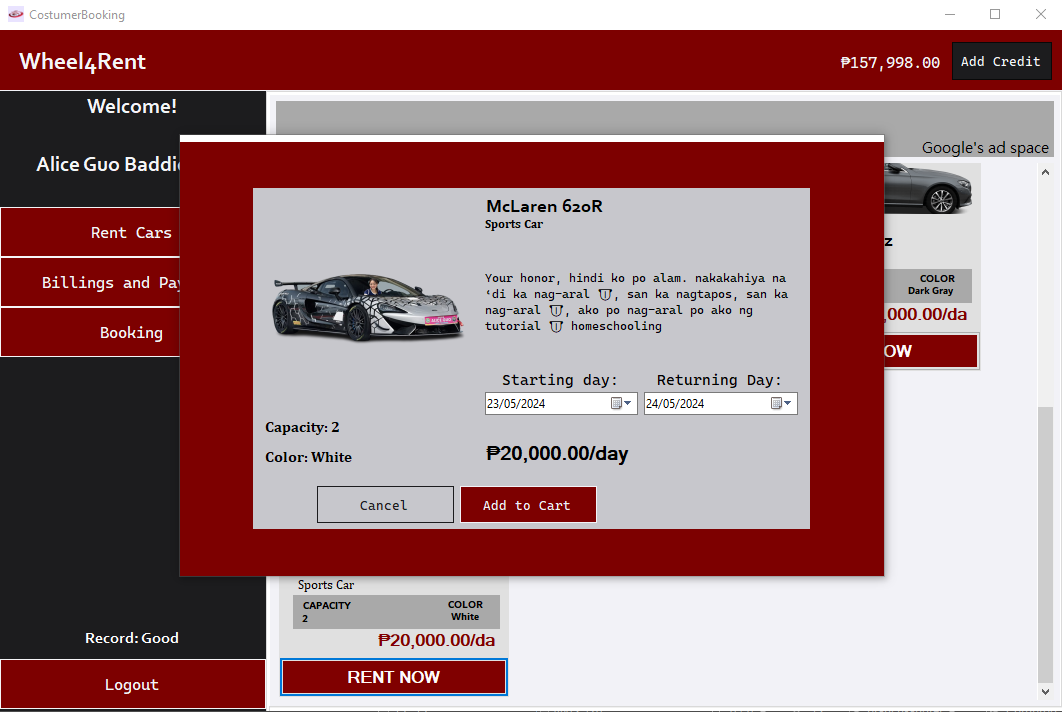 CostumerBooking
Wheel4Rent
₱157,998.00
Add Credit
Welcome!
Alice Guo Baddie
Google's ad space
Rent Cars
Billings and Pay
Booking
McLaren 620R
Sports Car
Your honor, hindi ko po alam. nakakahiya na
‘di ka nag-aral , san ka nagtapos, san ka
nag-aral , ako po nag-aral po ako ng
tutorial homeschooling
Starting day:
Returning Day:
23/05/2024
24/05/2024
Capacity: 2
Color: White
₱20,000.00/day
Cancel
Add to Cart
z
COLOR
Dark Gray
,000.00/da
OW
Sports Car
CAPACITY
2
COLOR
White
₱20,000.00/da
RENT NOW
Record: Good
Logout